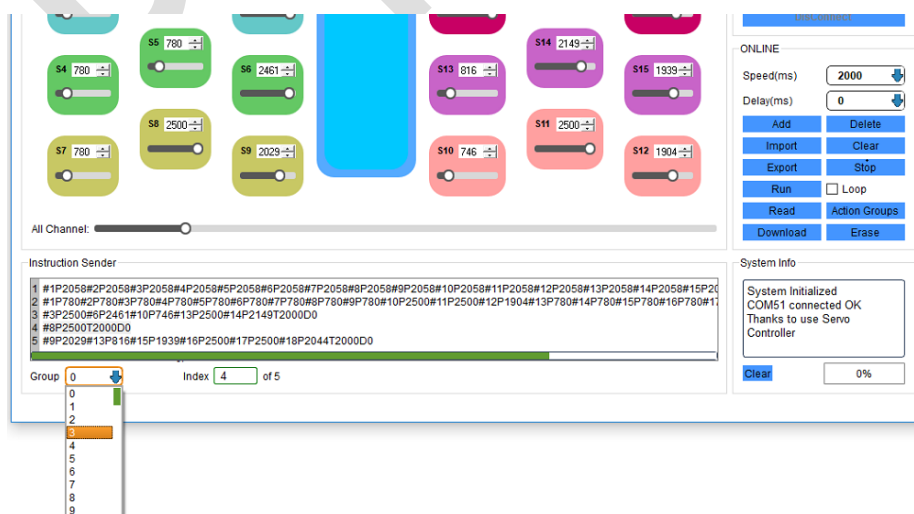 S5 780
S14 2149
S4 780
S6 2461
S13 816
S15 1939
S8 2500
S11 2500
S7 780
S9 2029
S10 746
S12 1904
All Channel:
ONLINE
Speed(ms) 2000
Delay(ms) 0
Add Delete
Import Clear
Export Stop
Run Loop
Read Action Groups
Download Erase
Instruction Sender
1 #1P2058#2P2058#3P2058#4P2058#5P2058#6P2058#7P2058#8P2058#9P2058#10P2058#11P2058#12P2058#13P2058#14P2058#15P20
2 #1P780#2P780#3P780#4P780#5P780#6P780#7P780#8P780#9P780#10P2500#11P2500#12P1904#13P780#14P780#15P780#16P780#17
3 #3P2500#6P2461#10P746#13P2500#14P2149T2000D0
4 #8P2500T2000D0
5 #9P2029#13P816#15P1939#16P2500#17P2500#18P2044T2000D0
Group 0 Index 4 of 5
0
1
2
3
4
5
6
7
8
9
System Info
System Initialized
COM51 connected OK
Thanks to use Servo
Controller
Clear 0%